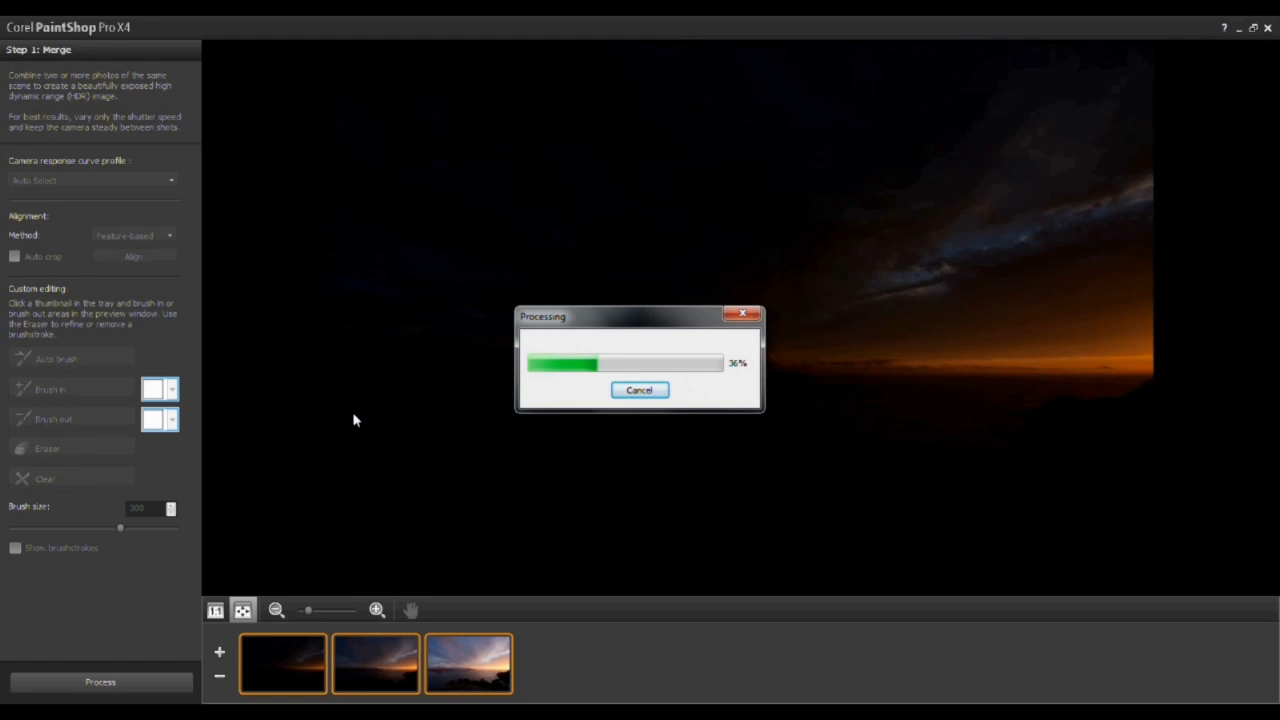 Corel PaintShop Pro X4
Step 1: Merge
Combine two or more photos of the same
scene to create a beautifully exposed high
dynamic range (HDR) image.
For best results, vary only the shutter speed
and keep the camera steady between shots.
Camera response curve profile :
Auto Select
Alignment:
Method:
Feature-based
Auto crop
Align
Custom editing:
Click a thumbnail in the tray and brush in or
brush out areas in the preview window. Use
the Eraser to refine or remove a
brushstroke.
Auto brush
Brush in
Brush out
Eraser
Clear
Brush size:
200
Show brushstrokes
Process
Processing
36%
Cancel
1:1